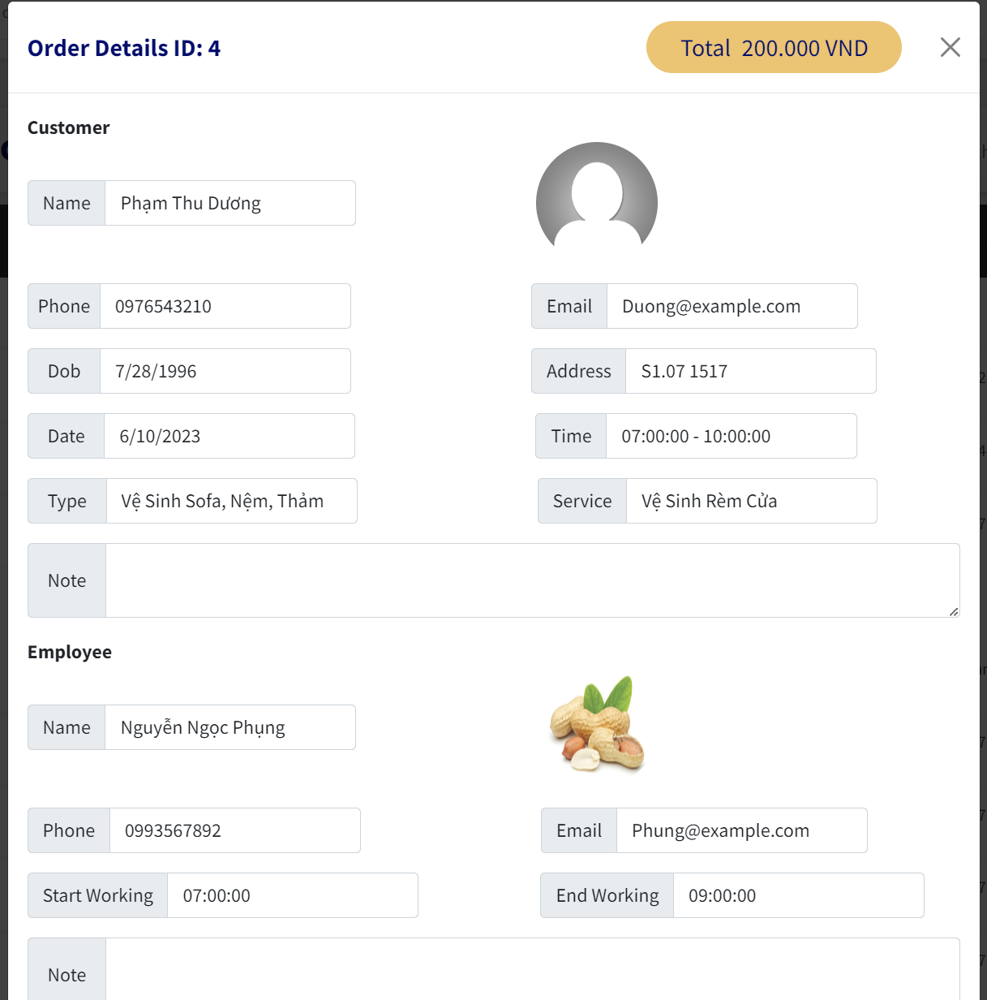 Order Details ID: 4
Total 200.000 VND
Customer
Name Phạm Thu Dương
Phone 0976543210
Email Duong@example.com
Dob 7/28/1996
Address S1.07 1517
Date 6/10/2023
Time 07:00:00 - 10:00:00
Type Vệ Sinh Sofa, Nệm, Thảm
Service Vệ Sinh Rèm Cửa
Note
Employee
Name Nguyễn Ngọc Phụng
Phone 0993567892
Email Phung@example.com
Start Working 07:00:00
End Working 09:00:00
Note